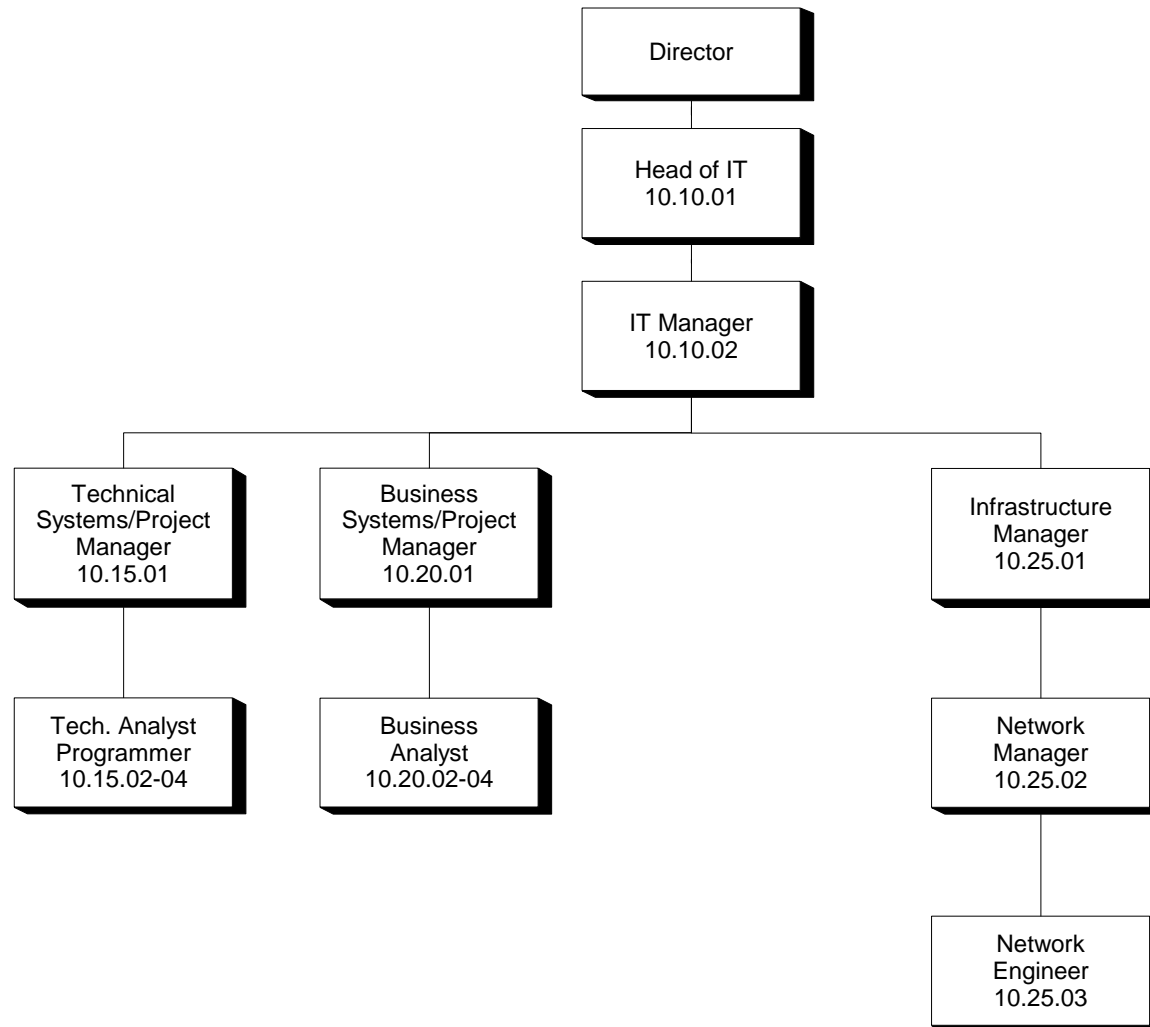 Director
Head of IT
10.10.01
IT Manager
10.10.02
Technical
Systems/Project
Manager
10.15.01
Business
Systems/Project
Manager
10.20.01
Infrastructure
Manager
10.25.01
Tech. Analyst
Programmer
10.15.02-04
Business
Analyst
10.20.02-04
Network
Manager
10.25.02
Network
Engineer
10.25.03